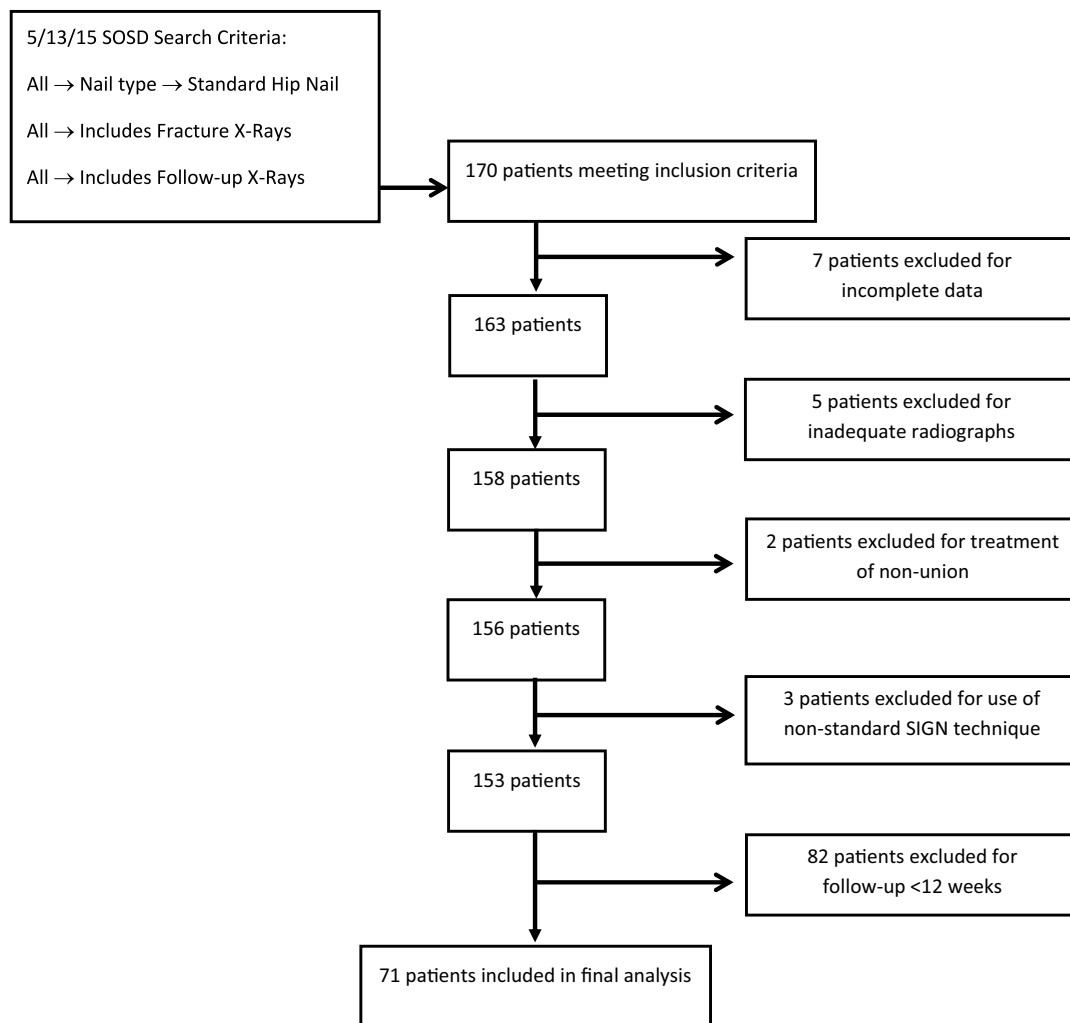 5/13/15 SOSD Search Criteria:
All → Nail type → Standard Hip Nail
All → Includes Fracture X-Rays
All → Includes Follow-up X-Rays
170 patients meeting inclusion criteria
7 patients excluded for
incomplete data
163 patients
5 patients excluded for
inadequate radiographs
158 patients
2 patients excluded for treatment
of non-union
156 patients
3 patients excluded for use of
non-standard SIGN technique
153 patients
82 patients excluded for
follow-up <12 weeks
71 patients included in final analysis